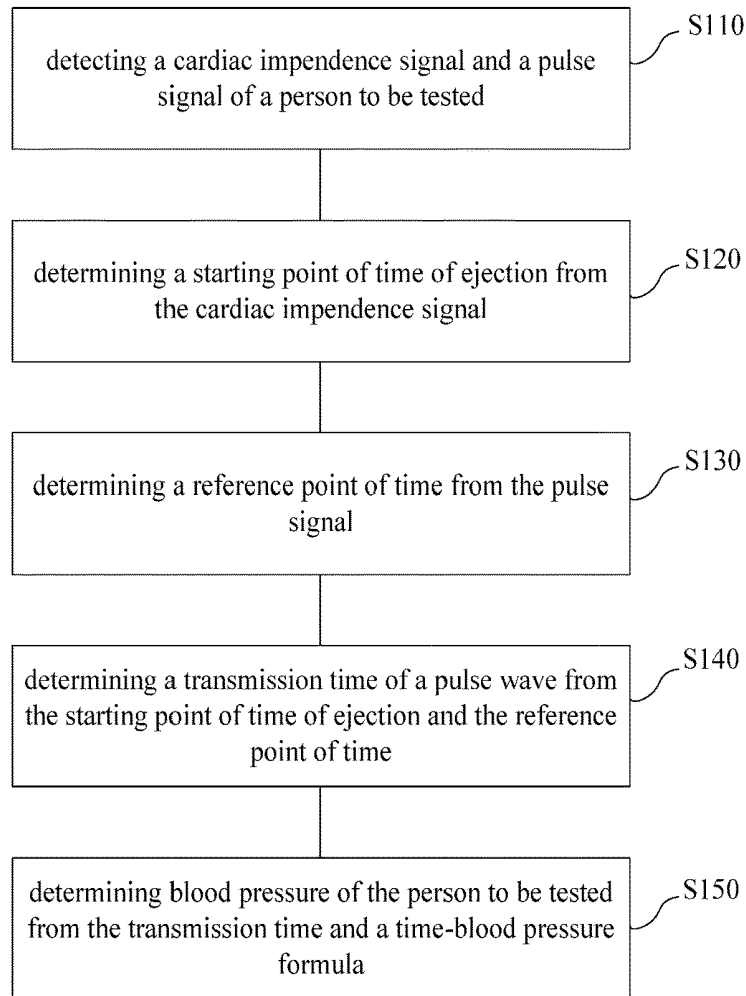 S110
detecting a cardiac impendence signal and a pulse
signal of a person to be tested
S120
determining a starting point of time of ejection from
the cardiac impendence signal
S130
determining a reference point of time from the pulse
signal
S140
determining a transmission time of a pulse wave from
the starting point of time of ejection and the reference
point of time
S150
determining blood pressure of the person to be tested
from the transmission time and a time-blood pressure
formula